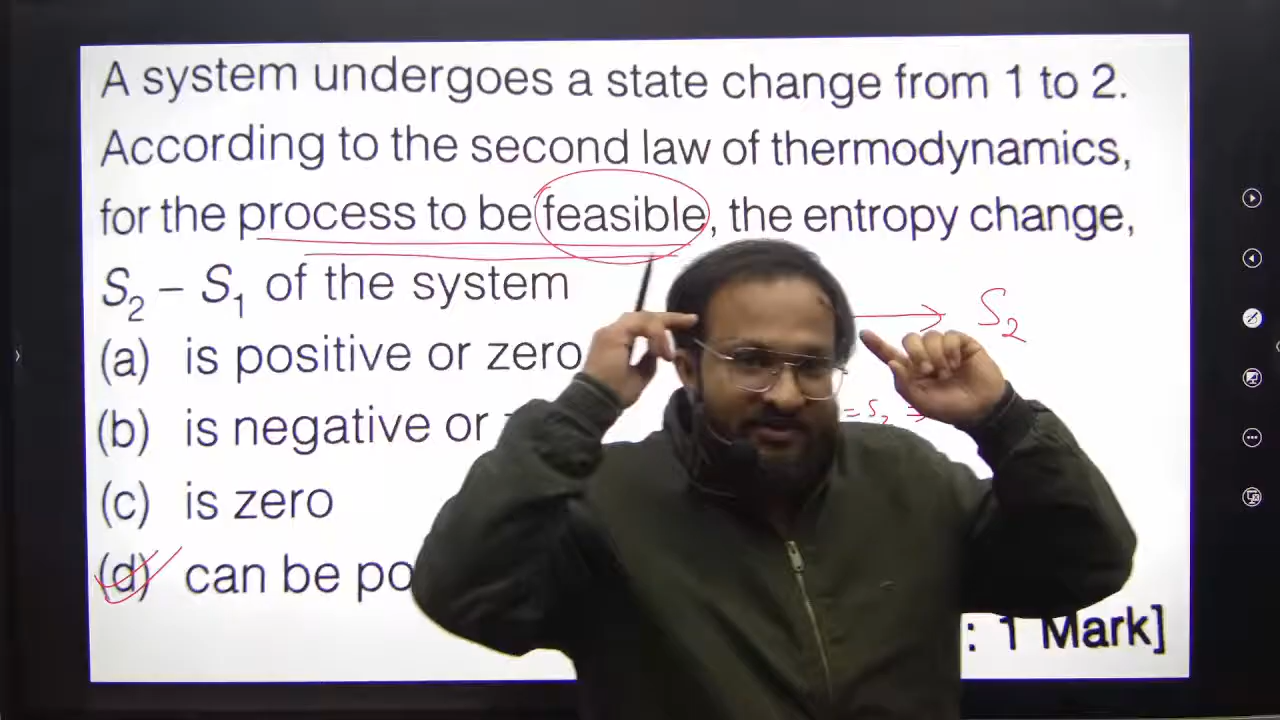 A system undergoes a state change from 1 to 2.
According to the second law of thermodynamics,
for the process to be feasible, the entropy change,
S₂ – S₁ of the system
S₂
(a) is positive or zero
= S₂ ⇒
(b) is negative or
(c) is zero
(d) can be po
: 1 Mark]